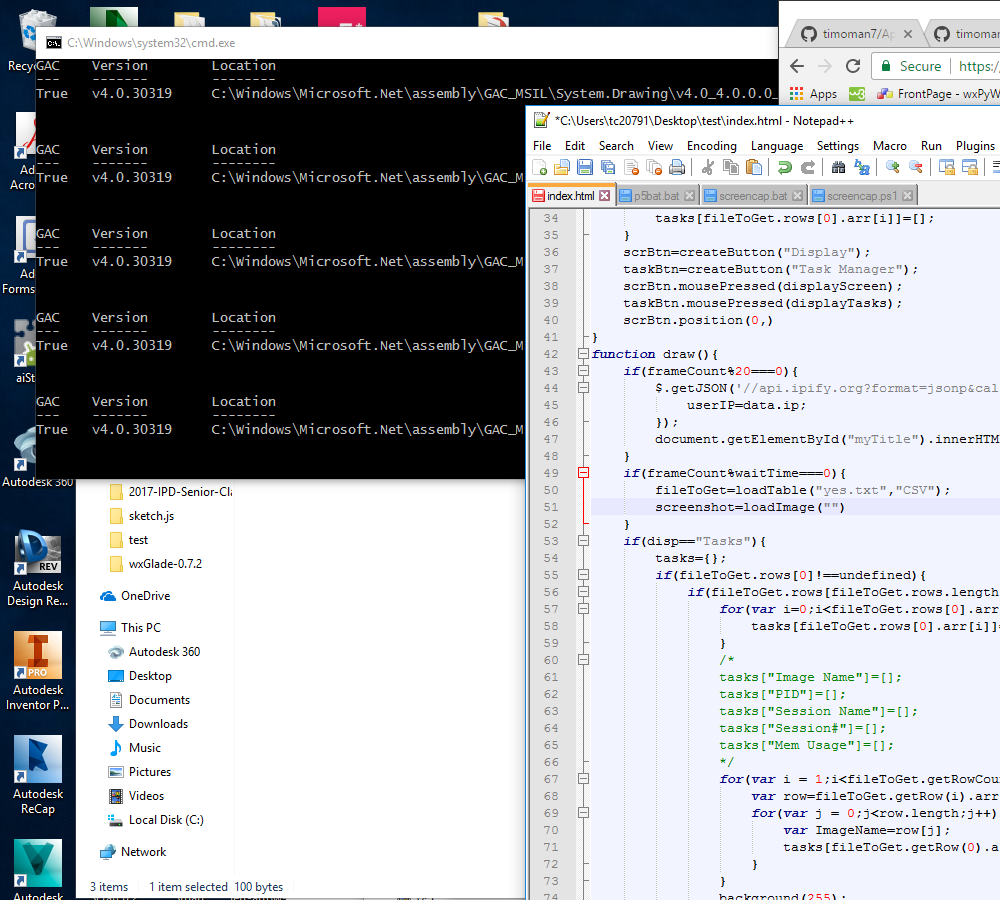 C:\Windows\system32\cmd.exe
GAC Version Location
--- ------- --------
True v4.0.30319 C:\Windows\Microsoft.Net\assembly\GAC_MSIL\System.Drawing\v4.0_4.0.0.0_
GAC Version Location
--- ------- --------
True v4.0.30319 C:\Windows\Microsoft.Net\assembly\GAC_M
GAC Version Location
--- ------- --------
True v4.0.30319 C:\Windows\Microsoft.Net\assembly\GAC_M
GAC Version Location
--- ------- --------
True v4.0.30319 C:\Windows\Microsoft.Net\assembly\GAC_M
GAC Version Location
--- ------- --------
True v4.0.30319 C:\Windows\Microsoft.Net\assembly\GAC_M
Recy
Ad
Acro
Ad
Forms
aiSt
Autodesk 360
REV
Autodesk
Design Re...
PRO
Autodesk
Inventor P...
Autodesk
ReCap
Autodesk
2017-IPD-Senior-Cla
sketch.js
test
wxGlade-0.7.2
OneDrive
This PC
Autodesk 360
Desktop
Documents
Downloads
Music
Pictures
Videos
Local Disk (C:)
Network
3 items 1 item selected 100 bytes
timoman7/Ap
timoman
Secure https:/
Apps FrontPage - wxPyW
*C:\Users\tc20791\Desktop\test\index.html - Notepad++
File Edit Search View Encoding Language Settings Macro Run Plugins
index.html p5bat.bat screencap.bat screencap.ps1
34 tasks[fileToGet.rows[0].arr[i]]=[];
35 }
36 scrBtn=createButton("Display");
37 taskBtn=createButton("Task Manager");
38 scrBtn.mousePressed(displayScreen);
39 taskBtn.mousePressed(displayTasks);
40 scrBtn.position(0,)
41 }
42 function draw(){
43 if(frameCount%20===0){
44 $.getJSON('//api.ipify.org?format=jsonp&cal
45 userIP=data.ip;
46 });
47 document.getElementById("myTitle").innerHTM
48 }
49 if(frameCount%waitTime===0){
50 fileToGet=loadTable("yes.txt","CSV");
51 screenshot=loadImage("")
52 }
53 if(disp=="Tasks"){
54 tasks={};
55 if(fileToGet.rows[0]!==undefined){
56 if(fileToGet.rows[fileToGet.rows.length
57 for(var i=0;i<fileToGet.rows[0].arr
58 tasks[fileToGet.rows[0].arr[i]]=
59 }
60 /*
61 tasks["Image Name"]=[];
62 tasks["PID"]=[];
63 tasks["Session Name"]=[];
64 tasks["Session#"]=[];
65 tasks["Mem Usage"]=[];
66 */
67 for(var i = 1;i<fileToGet.getRowCou
68 var row=fileToGet.getRow(i).arr
69 for(var j = 0;j<row.length;j++)
70 var ImageName=row[j];
71 tasks[fileToGet.getRow(0).a
72 }
73 }
74 background(255);